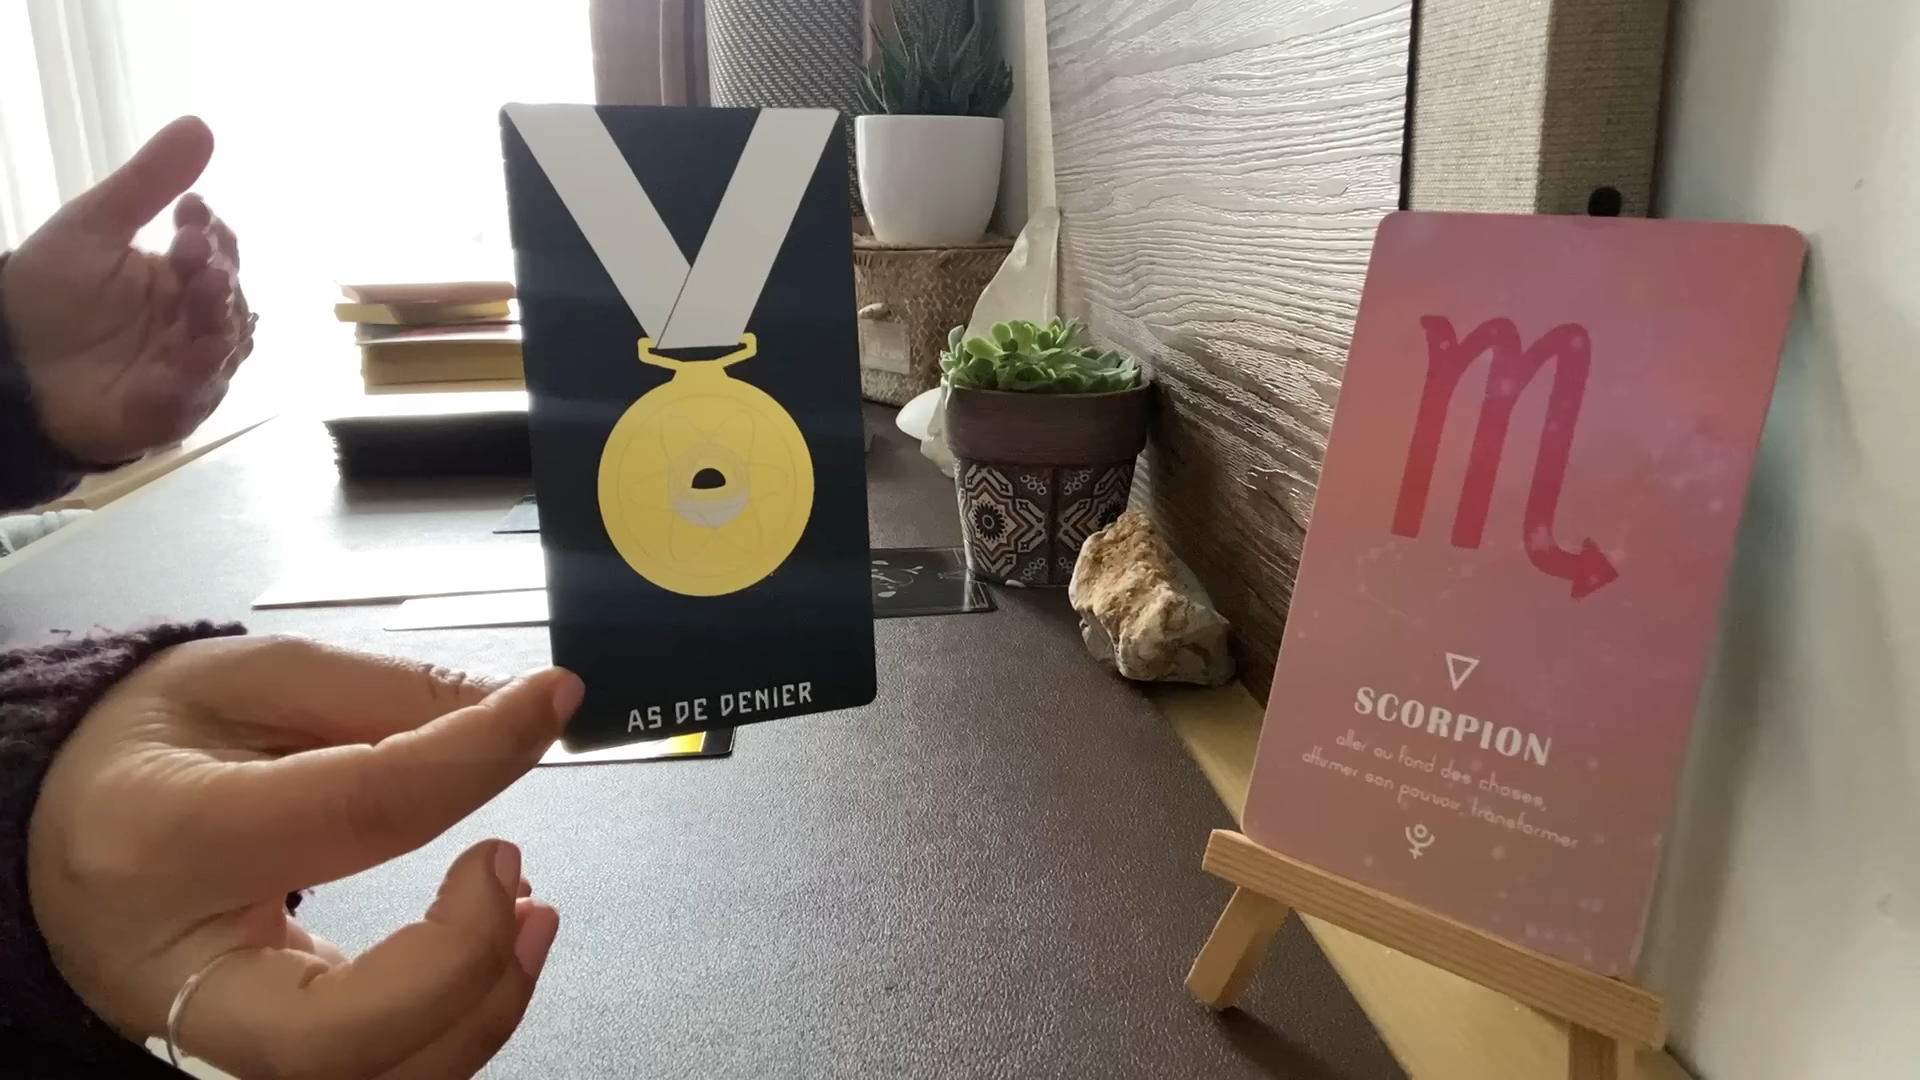 AS DE DENIER
SCORPION
aller au fond des choses,
affirmer son pouvoir, transformer